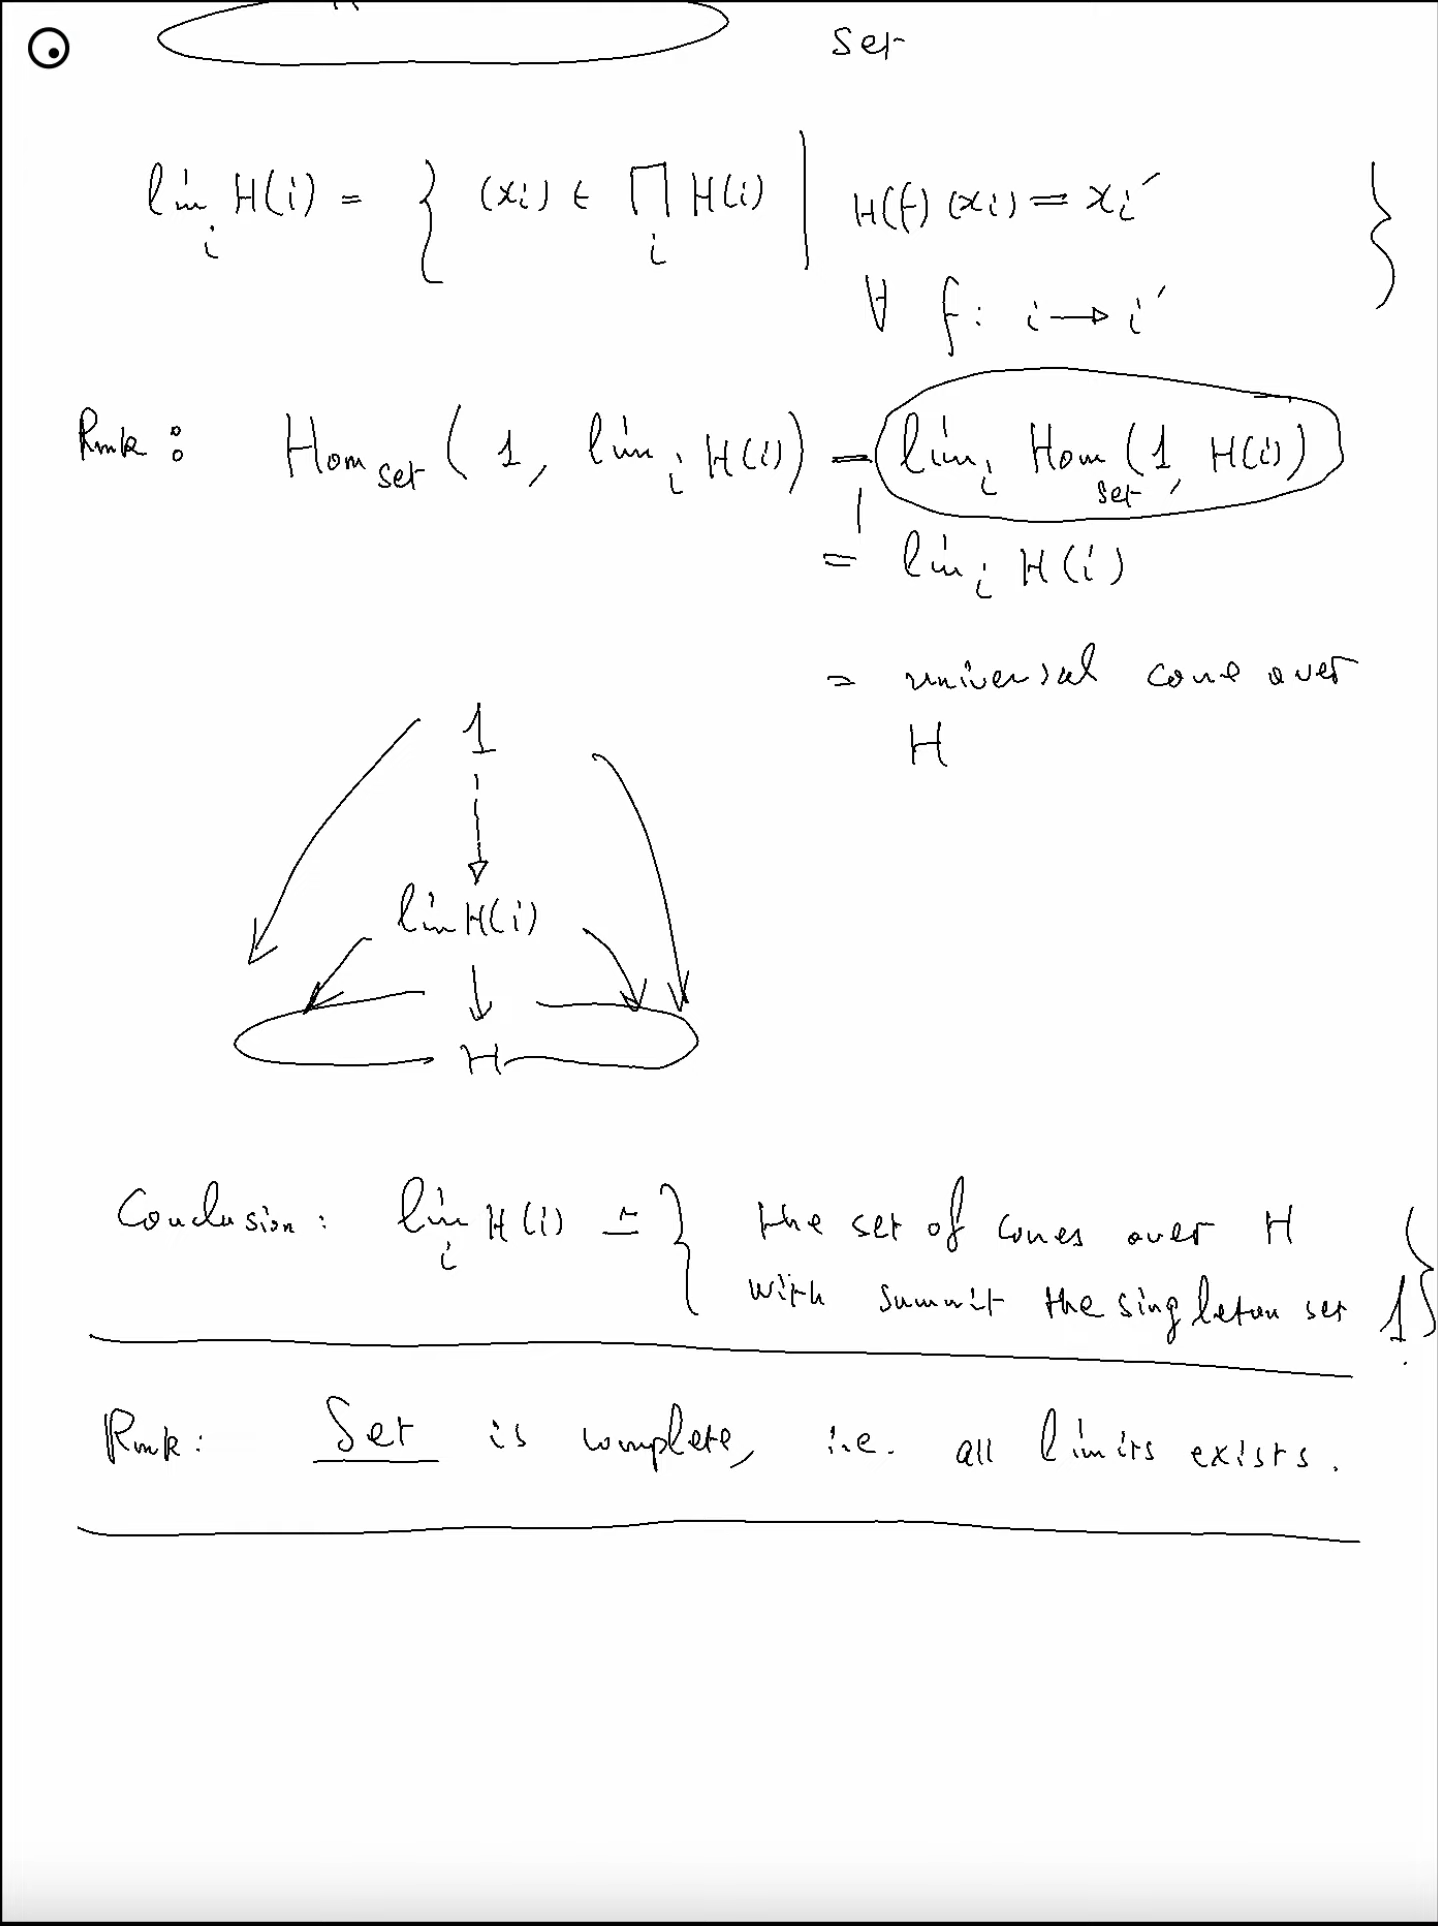 Set
lim_i H(i) = { (x_i) ∈ ∏_i H(i) | H(f)(x_i) = x_i' }
∀ f: i → i'
Rmk: Hom_Set (1, lim_i H(i)) = lim_i Hom_Set (1, H(i))
= lim_i H(i)
= universal cone over
H
1
lim H(i)
H
Conclusion: lim_i H(i) = { the set of cones over H
with summit the singleton set 1 }
Rmk: Set is complete, i.e. all limits exists.